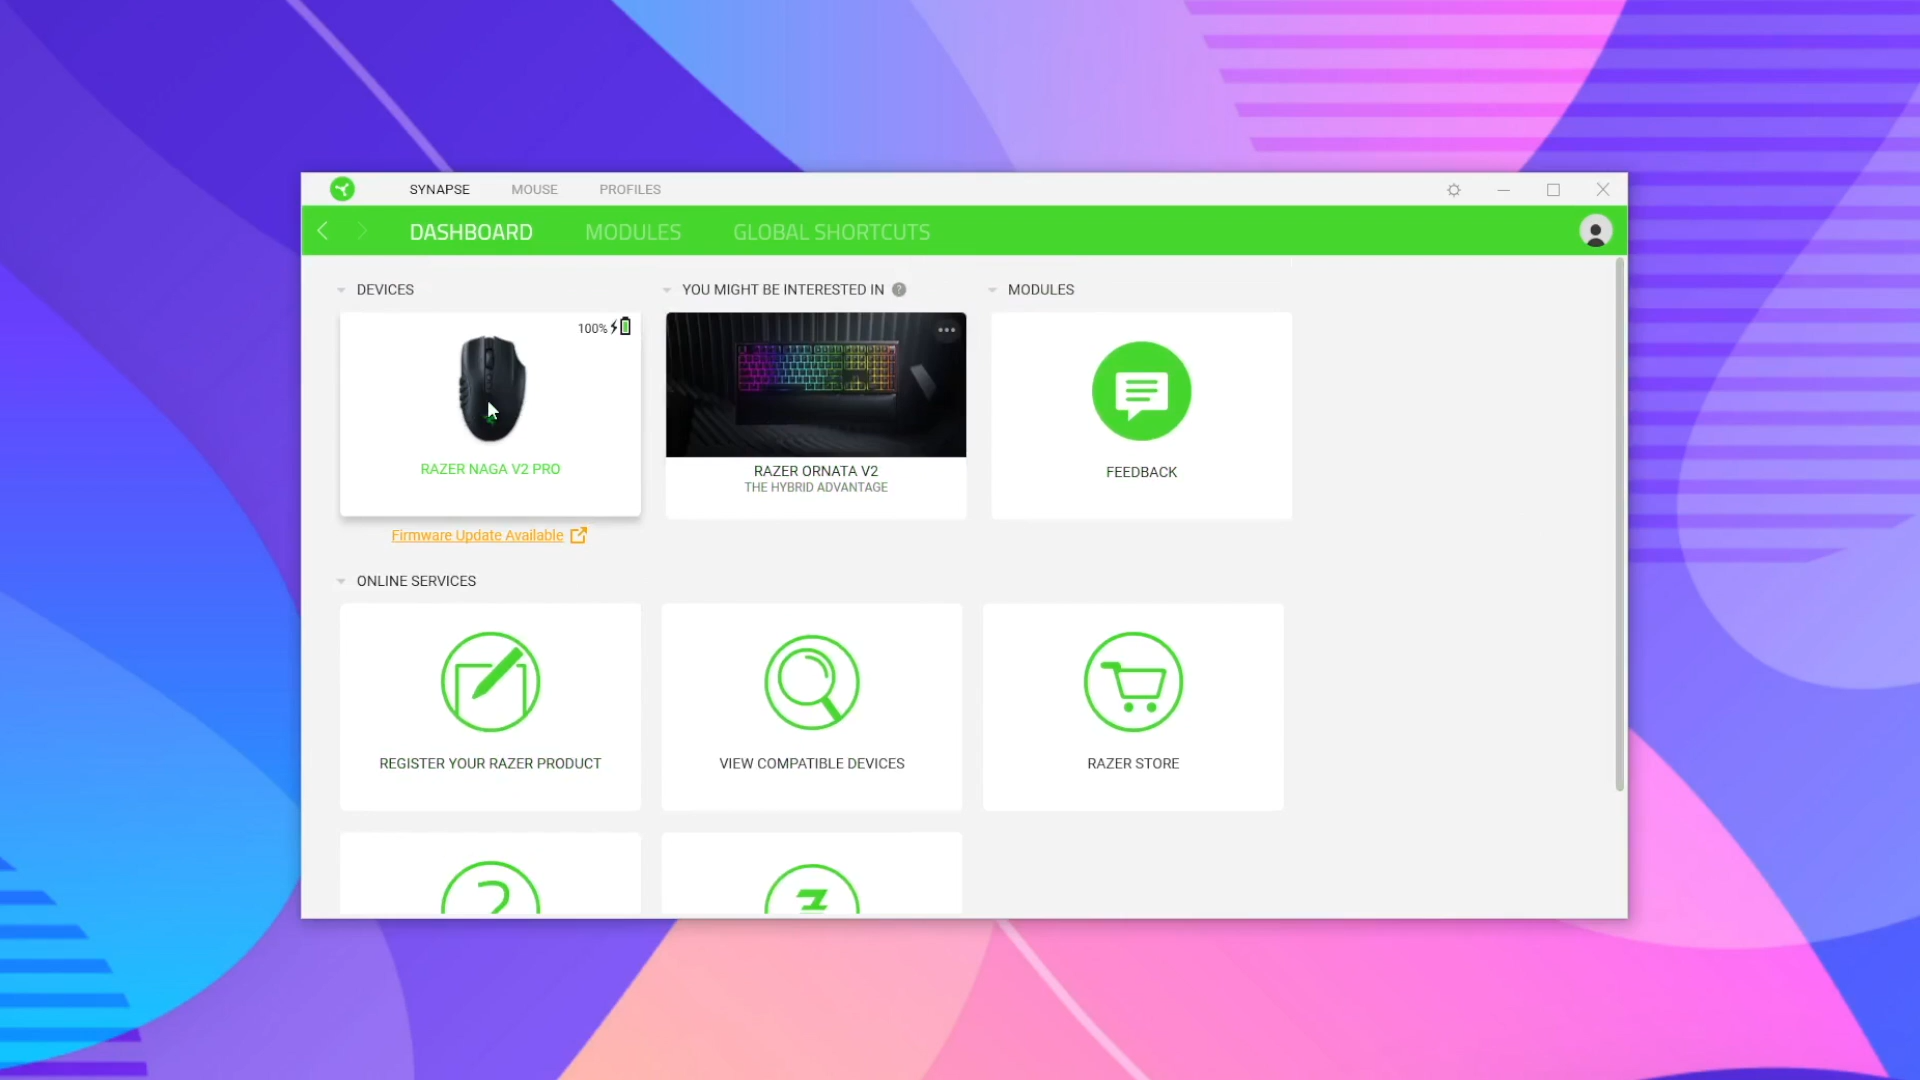 SYNAPSE MOUSE PROFILES
DASHBOARD MODULES GLOBAL SHORTCUTS
DEVICES
YOU MIGHT BE INTERESTED IN ?
MODULES
100%
RAZER NAGA V2 PRO
Firmware Update Available
RAZER ORNATA V2
THE HYBRID ADVANTAGE
FEEDBACK
ONLINE SERVICES
REGISTER YOUR RAZER PRODUCT
VIEW COMPATIBLE DEVICES
RAZER STORE